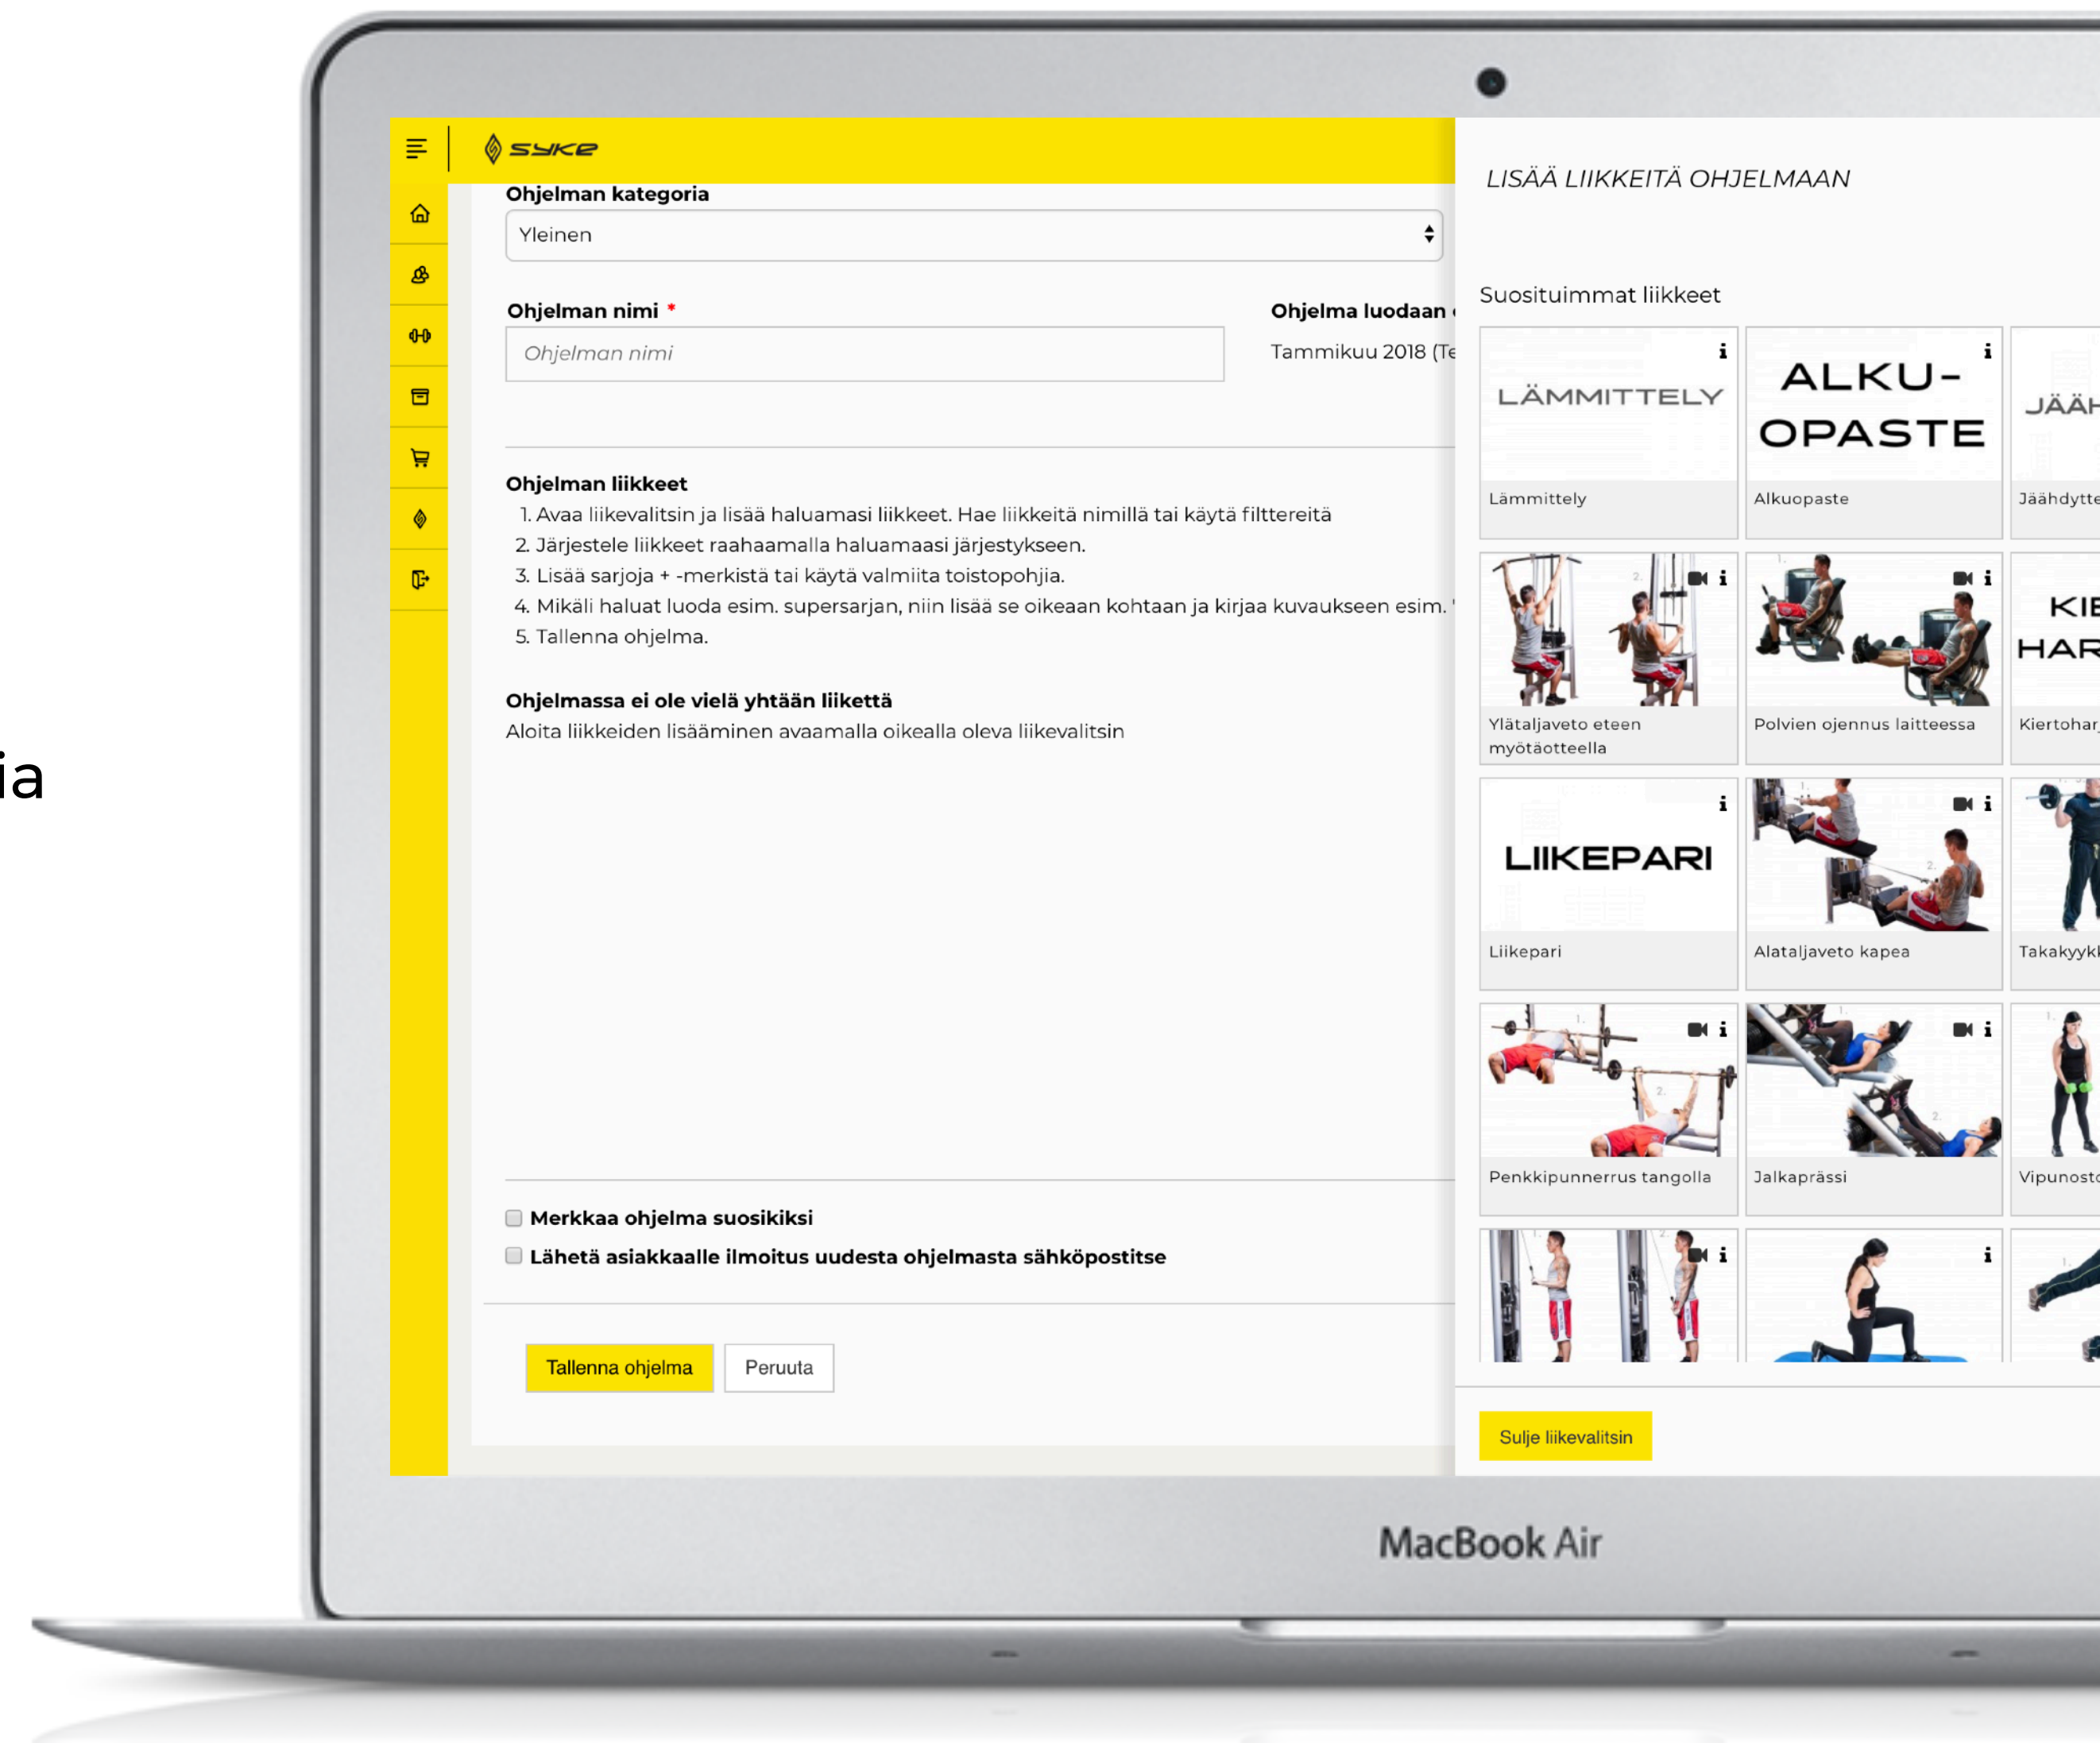 ia
syke
Ohjelman kategoria
Yleinen
Ohjelman nimi *
Ohjelman nimi
Ohjelma luodaan
Tammikuu 2018
Ohjelman liikkeet
1. Avaa liikevalitsin ja lisää haluamasi liikkeet. Hae liikkeitä nimillä tai käytä filttereitä
2. Järjestele liikkeet raahaamalla haluamaasi järjestykseen.
3. Lisää sarjoja + -merkistä tai käytä valmiita toistopohjia.
4. Mikäli haluat luoda esim. supersarjan, niin lisää se oikeaan kohtaan ja kirjaa kuvaukseen esim.
5. Tallenna ohjelma.
Ohjelmassa ei ole vielä yhtään liikettä
Aloita liikkeiden lisääminen avaamalla oikealla oleva liikevalitsin
Merkkaa ohjelma suosikiksi
Lähetä asiakkaalle ilmoitus uudesta ohjelmasta sähköpostitse
Tallenna ohjelma
Peruuta
LISÄÄ LIIKKEITÄ OHJELMAAN
Suosituimmat liikkeet
LÄMMITTELY
Lämmittely
ALKU-
OPASTE
Alkuopaste
Ylätaljaveto eteen
myötäotteella
Polvien ojennus laitteessa
LIIKEPARI
Liikepari
Alataljaveto kapea
Penkkipunnerrus tangolla
Jalkaprässi
Sulje liikevalitsin
MacBook Air